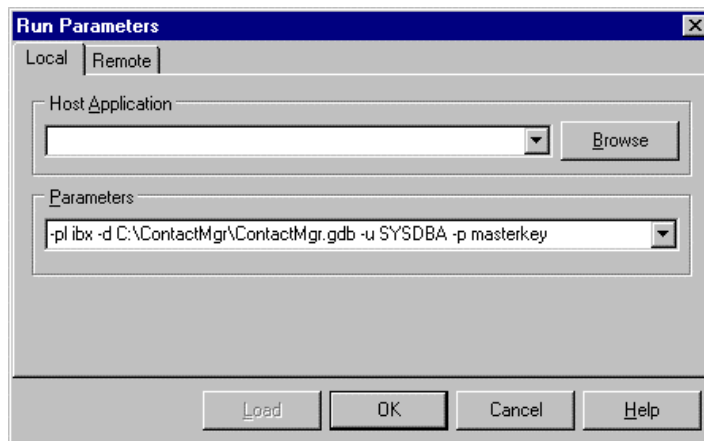 Run Parameters
Local Remote
Host Application
Browse
Parameters
-pl ibx -d C:\ContactMgr\ContactMgr.gdb -u SYSDBA -p masterkey
Load OK Cancel Help